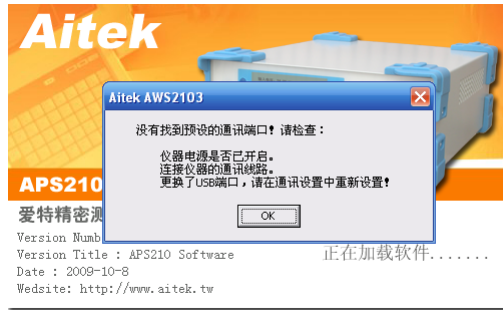 Aitek
Aitek AWS2103
没有找到预设的通讯端口! 请检查：
仪器电源是否已开启。
连接仪器的通讯线路。
更换了USB端口，请在通讯设置中重新设置!
OK
APS210
爱特精密测
Version Numb
Version Title : APS210 Software
正在加载软件.......
Date : 2009-10-8
Wedsite: http://www.aitek.tw